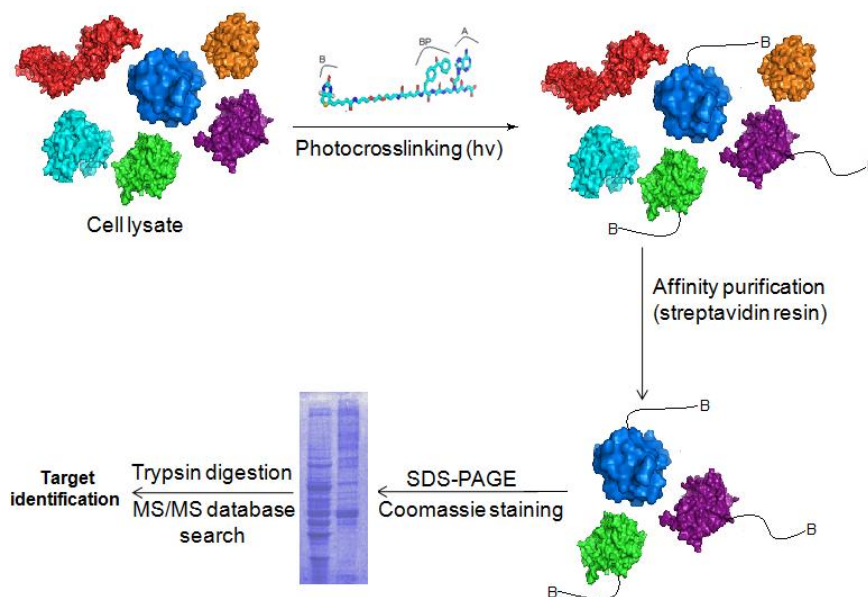 B
BP
A
Photocrosslinking (hv)
Cell lysate
B
B
Affinity purification
(streptavidin resin)
B
B
B
SDS-PAGE
Coomassie staining
Trypsin digestion
MS/MS database
search
Target
identification